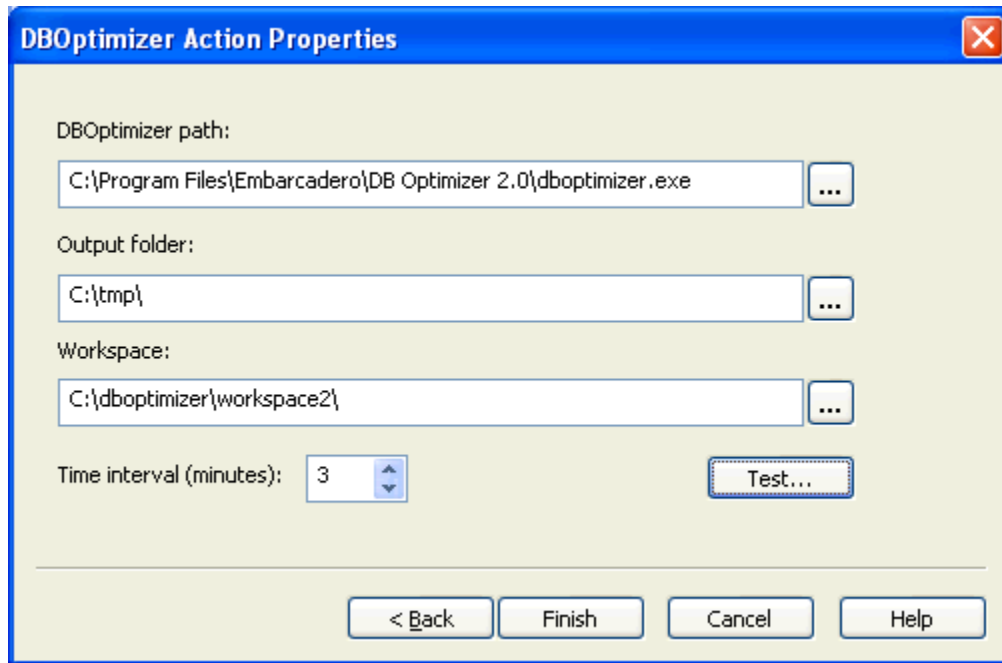 DBOptimizer Action Properties
DBOptimizer path:
C:\Program Files\Embarcadero\DB Optimizer 2.0\dboptimizer.exe
...
Output folder:
C:\tmp\
...
Workspace:
C:\dboptimizer\workspace2\
...
Time interval (minutes): 3 Test...
< Back Finish Cancel Help